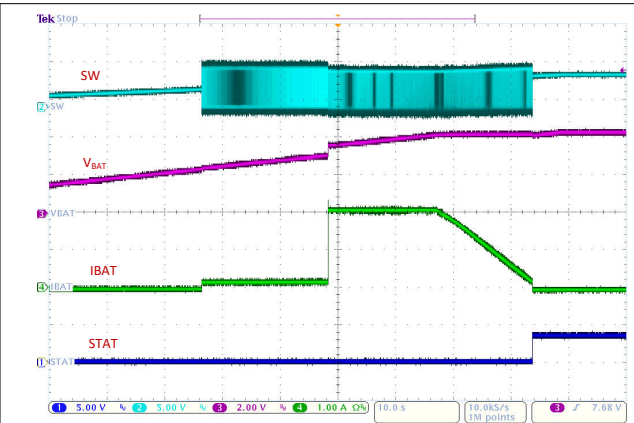 Tek Stop
SW
2 SW
VBAT
3 VBAT
IBAT
4 IBAT
STAT
1 STAT
1 5.00 V 2 5.00 V 3 2.00 V 4 1.00 A Ω 10.0 s 10.0kS/s 3 7.68 V
1M points